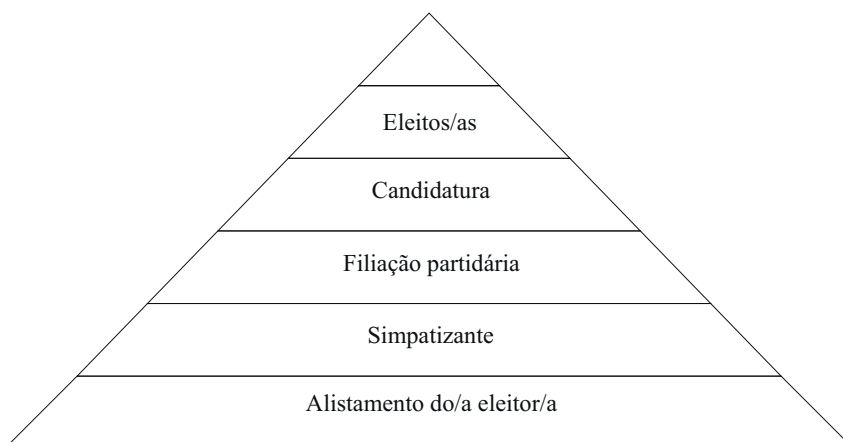 Eleitos/as
Candidatura
Filiação partidária
Simpatizante
Alistamento do/a eleitor/a